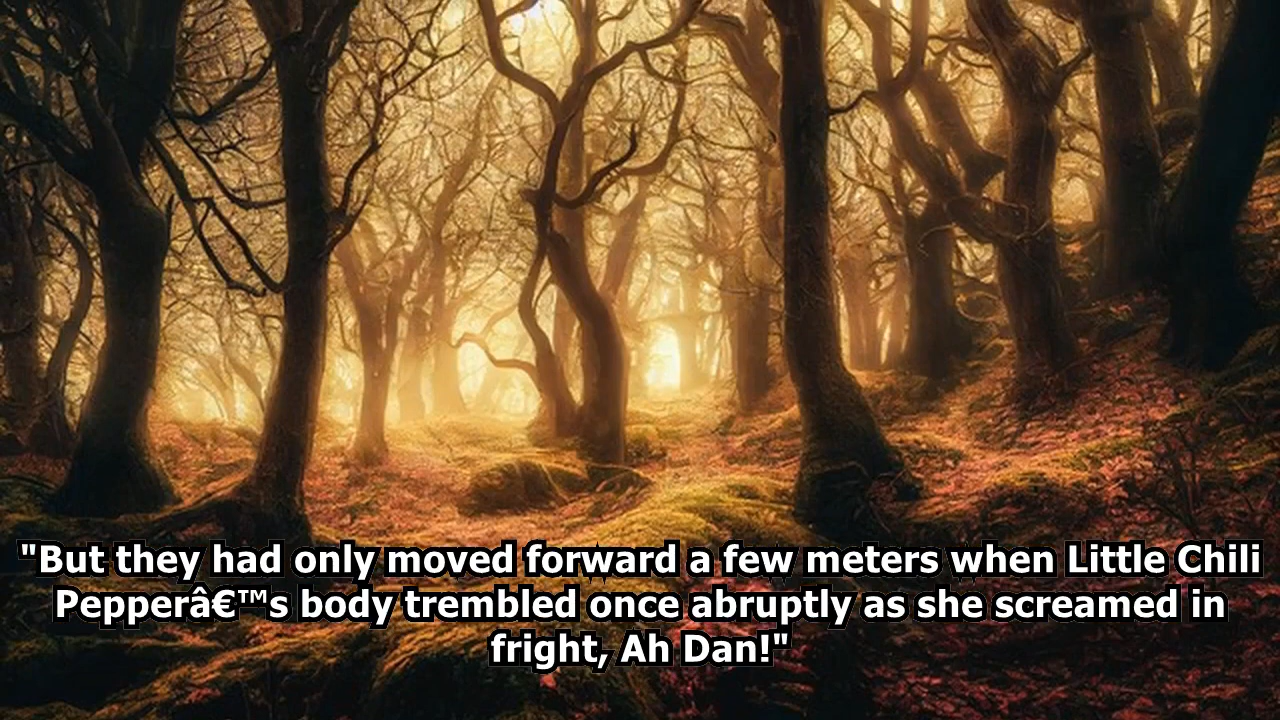 "But they had only moved forward a few meters when Little Chili
Pepperâ€™s body trembled once abruptly as she screamed in
fright, Ah Dan!"